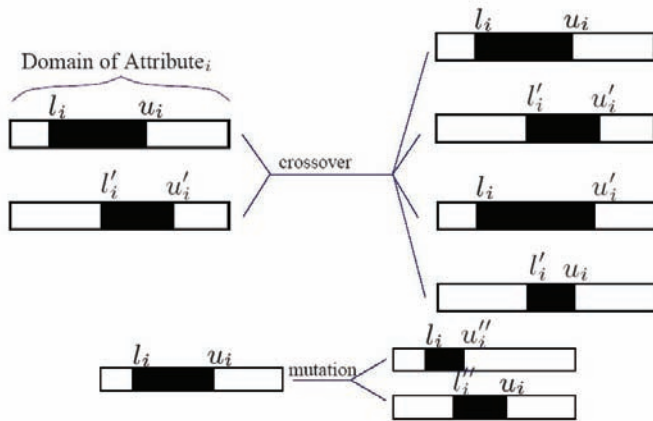 Domain of Attribute_i
l_i u_i
l'_i u'_i
crossover
l_i u_i
l'_i u'_i
l_i u'_i
l'_i u_i
l_i u_i
mutation
l_i u''_i
l''_i u_i